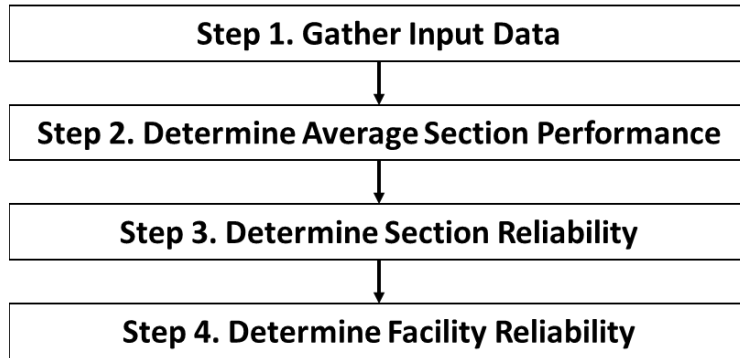 Step 1. Gather Input Data
Step 2. Determine Average Section Performance
Step 3. Determine Section Reliability
Step 4. Determine Facility Reliability